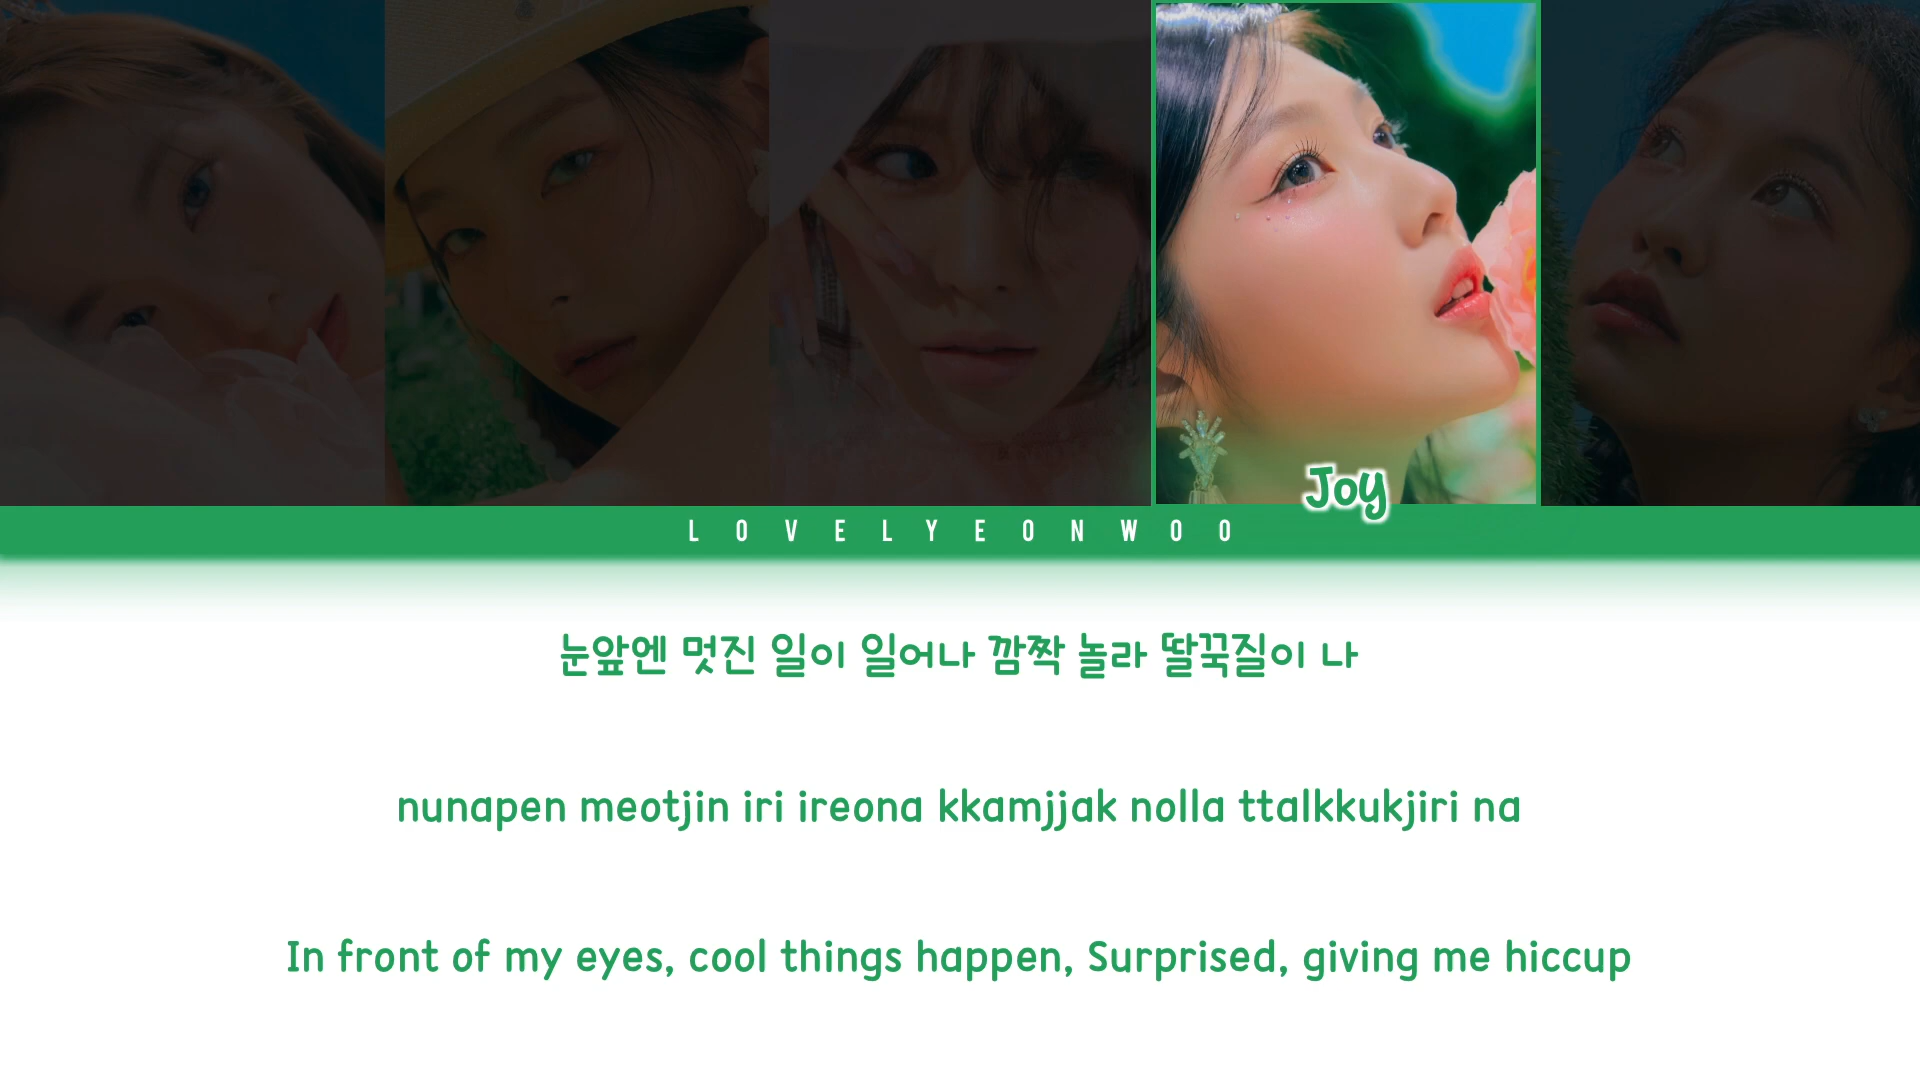 Joy
LOVELYEONWOO
눈앞엔 멋진 일이 일어나 깜짝 놀라 딸꾹질이 나
nunapen meotjin iri ireona kkamjjak nolla ttalkkukjiri na
In front of my eyes, cool things happen, Surprised, giving me hiccup